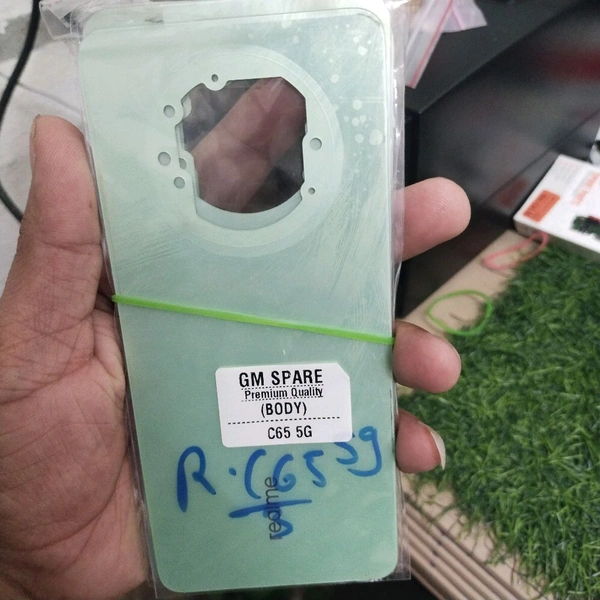 GM SPARE
Premium Quality
(BODY)
C65 5G
R.C65 5g
realme